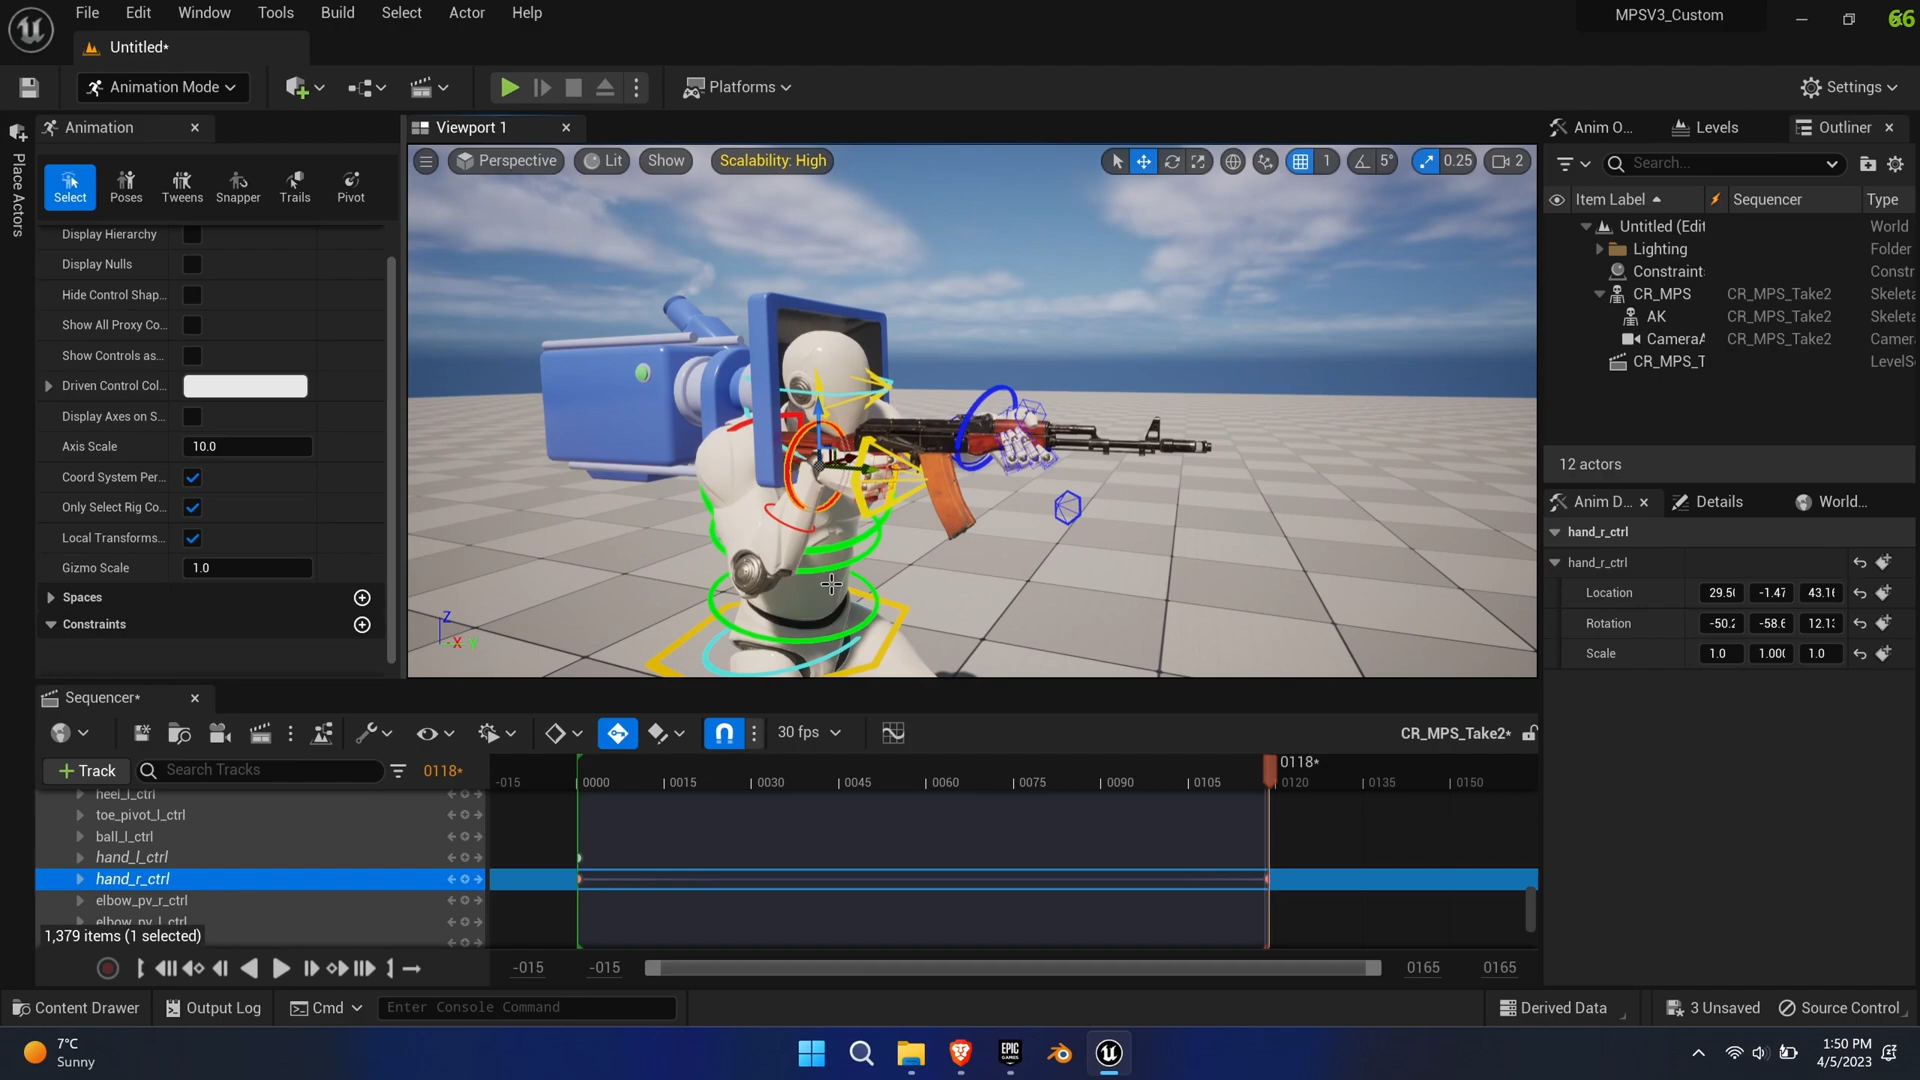 File Edit Window Tools Build Select Actor Help
MPSV3_Custom
66
Untitled*
Animation Mode
Platforms
Settings
Place Actors
Animation
Select Poses Tweens Snapper Trails Pivot
Display Hierarchy
Display Nulls
Hide Control Shap...
Show All Proxy Co...
Show Controls as...
Driven Control Col...
Display Axes on S...
Axis Scale 10.0
Coord System Per...
Only Select Rig Co...
Local Transforms...
Gizmo Scale 1.0
Spaces
Constraints
Viewport 1
Perspective Lit Show Scalability: High
1 5° 0.25 2
Z
X Y
Anim O... Levels Outliner
Search...
Item Label Sequencer Type
Untitled (Edit World
Lighting Folder
Constraint Constr
CR_MPS CR_MPS_Take2 Skeleta
AK CR_MPS_Take2 Skeleta
CameraA CR_MPS_Take2 Camer
CR_MPS_T LevelS
12 actors
Anim D... Details World...
hand_r_ctrl
hand_r_ctrl
Location 29.5 -1.47 43.1
Rotation -50.2 -58.6 12.1
Scale 1.0 1.00 1.0
Sequencer*
30 fps
CR_MPS_Take2*
Track
Search Tracks
0118*
-015 0000 0015 0030 0045 0060 0075 0090 0105 0120 0135 0150
0118*
heel_l_ctrl
toe_pivot_l_ctrl
ball_l_ctrl
hand_l_ctrl
hand_r_ctrl
elbow_pv_r_ctrl
elbow_pv_l_ctrl
1,379 items (1 selected)
-015 -015 0165 0165
Content Drawer Output Log Cmd Enter Console Command
Derived Data 3 Unsaved Source Control
7°C
Sunny
EPIC
GAMES
1:50 PM
4/5/2023